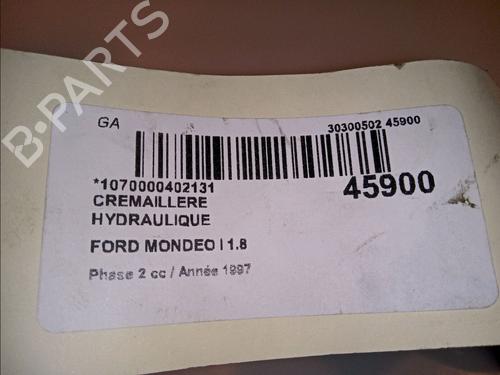 B-PARTS
GA
30300502 45900
*1070000402131
45900
CREMAILLERE
HYDRAULIQUE
FORD MONDEO I 1.8
Phase 2 cc / Année 1997